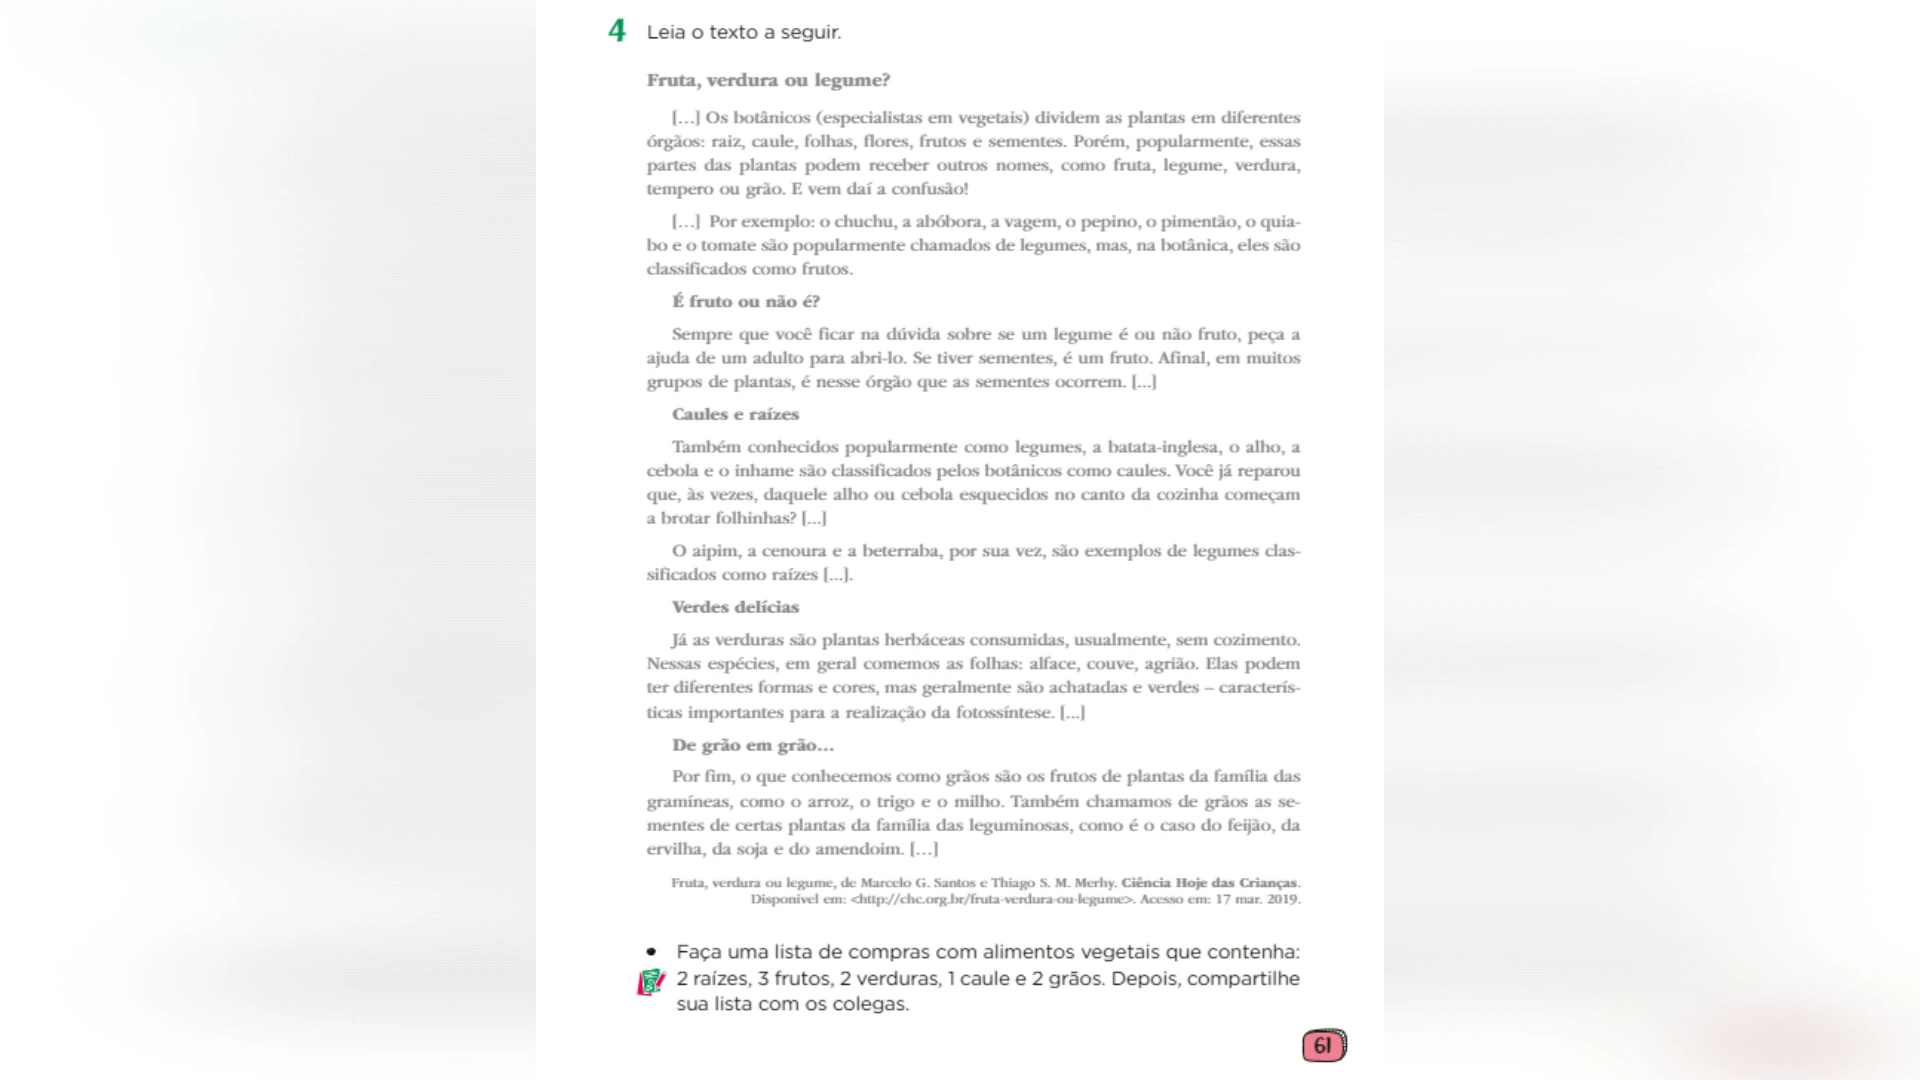 4 Leia o texto a seguir.
Fruta, verdura ou legume?
[...] Os botânicos (especialistas em vegetais) dividem as plantas em diferentes
órgãos: raiz, caule, folhas, flores, frutos e sementes. Porém, popularmente, essas
partes das plantas podem receber outros nomes, como fruta, legume, verdura,
tempero ou grão. E vem daí a confusão!
[...] Por exemplo: o chuchu, a abóbora, a vagem, o pepino, o pimentão, o quia-
bo e o tomate são popularmente chamados de legumes, mas, na botânica, eles são
classificados como frutos.
É fruto ou não é?
Sempre que você ficar na dúvida sobre se um legume é ou não fruto, peça a
ajuda de um adulto para abri-lo. Se tiver sementes, é um fruto. Afinal, em muitos
grupos de plantas, é nesse órgão que as sementes ocorrem. [...]
Caules e raízes
Também conhecidos popularmente como legumes, a batata-inglesa, o alho, a
cebola e o inhame são classificados pelos botânicos como caules. Você já reparou
que, às vezes, daquele alho ou cebola esquecidos no canto da cozinha começam
a brotar folhinhas? [...]
O aipim, a cenoura e a beterraba, por sua vez, são exemplos de legumes clas-
sificados como raízes [...].
Verdes delícias
Já as verduras são plantas herbáceas consumidas, usualmente, sem cozimento.
Nessas espécies, em geral comemos as folhas: alface, couve, agrião. Elas podem
ter diferentes formas e cores, mas geralmente são achatadas e verdes – caracterís-
ticas importantes para a realização da fotossíntese. [...]
De grão em grão...
Por fim, o que conhecemos como grãos são os frutos de plantas da família das
gramíneas, como o arroz, o trigo e o milho. Também chamamos de grãos as se-
mentes de certas plantas da família das leguminosas, como é o caso do feijão, da
ervilha, da soja e do amendoim. [...]
Fruta, verdura ou legume, de Marcelo G. Santos e Thiago S. M. Merhy. Ciência Hoje das Crianças.
Disponível em: <http://chc.org.br/fruta-verdura-ou-legume>. Acesso em: 17 mar. 2019.
• Faça uma lista de compras com alimentos vegetais que contenha:
2 raízes, 3 frutos, 2 verduras, 1 caule e 2 grãos. Depois, compartilhe
sua lista com os colegas.
61